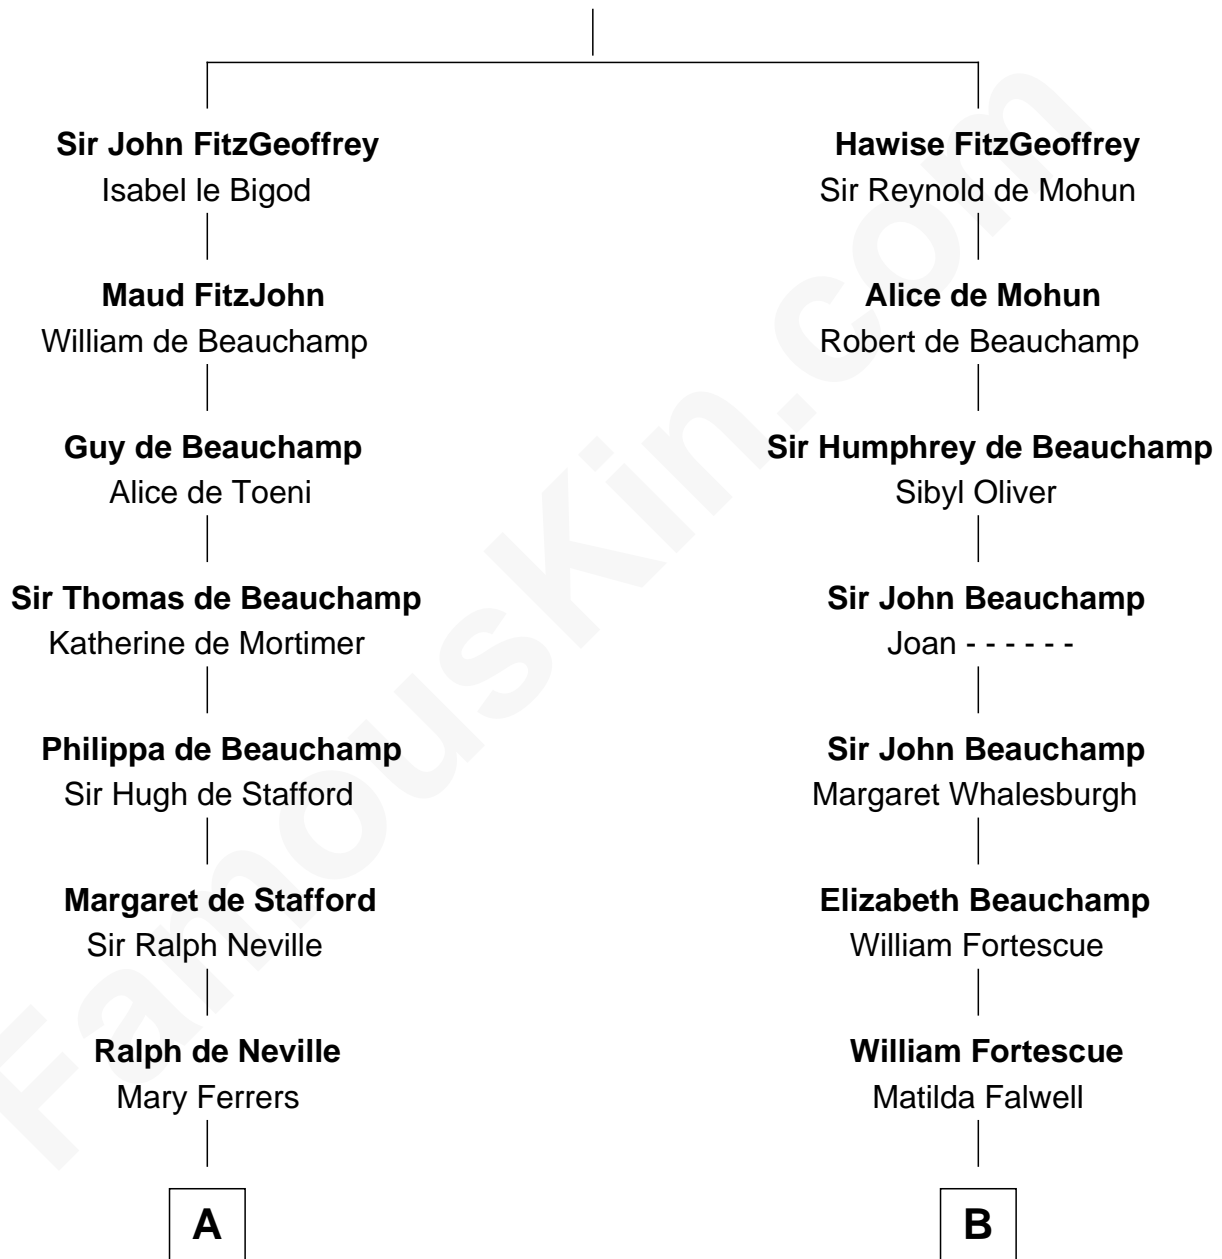 Sir John FitzGeoffrey
Isabel le Bigod
Maud FitzJohn
William de Beauchamp
Guy de Beauchamp
Alice de Toeni
Sir Thomas de Beauchamp
Katherine de Mortimer
Philippa de Beauchamp
Sir Hugh de Stafford
Margaret de Stafford
Sir Ralph Neville
Ralph de Neville
Mary Ferrers
A
Hawise FitzGeoffrey
Sir Reynold de Mohun
Alice de Mohun
Robert de Beauchamp
Sir Humphrey de Beauchamp
Sibyl Oliver
Sir John Beauchamp
Joan - - - - - -
Sir John Beauchamp
Margaret Whalesburgh
Elizabeth Beauchamp
William Fortescue
William Fortescue
Matilda Falwell
B
FamousKin.com